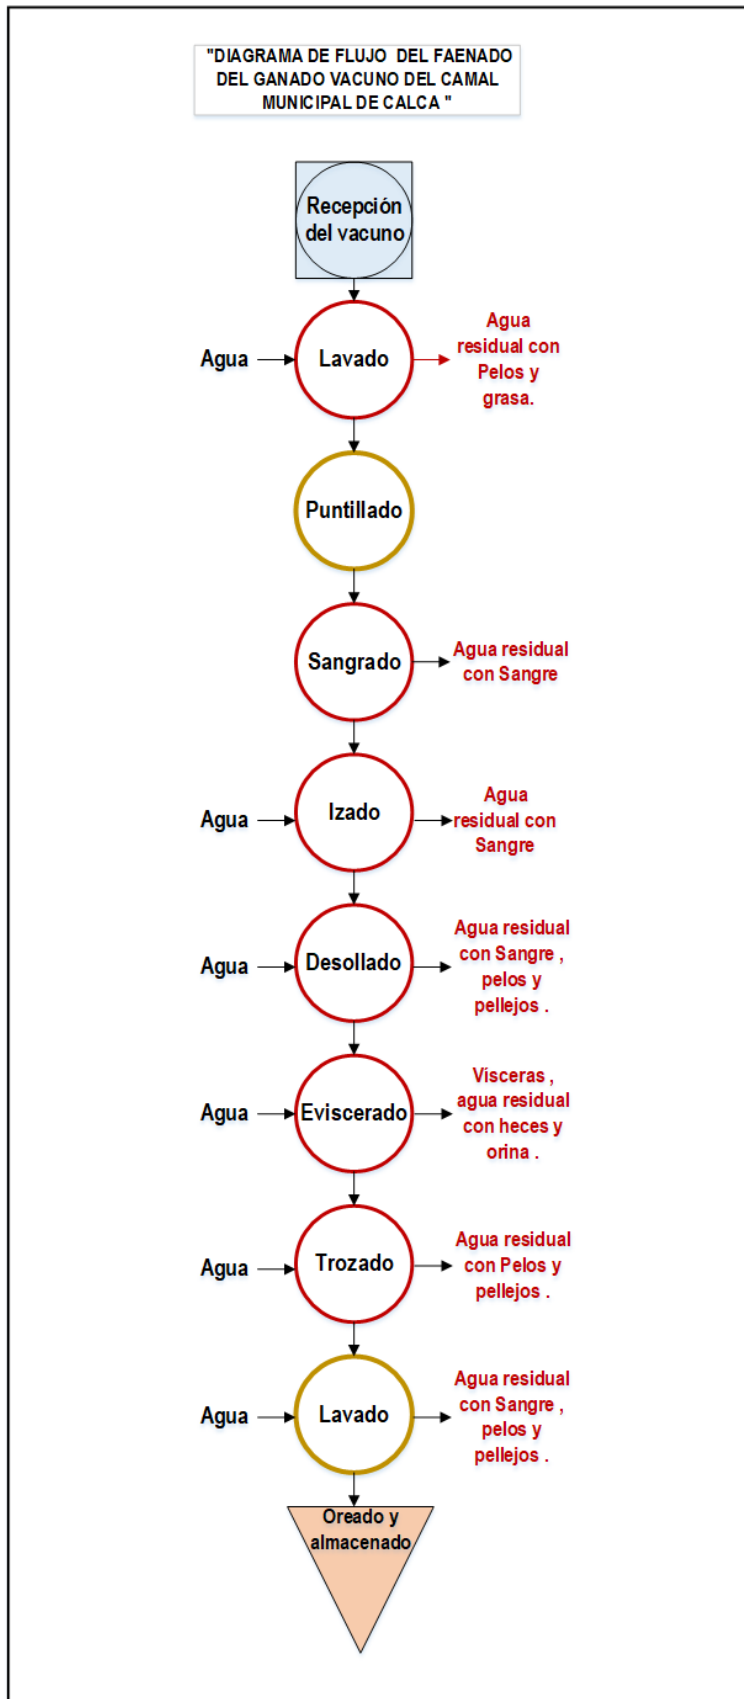 "DIAGRAMA DE FLUJO DEL FAENADO
DEL GANADO VACUNO DEL CAMAL
MUNICIPAL DE CALCA "
Recepción
del vacuno
Agua
Lavado
Agua
residual con
Pelos y
grasa.
Puntillado
Sangrado
Agua residual
con Sangre
Agua
Izado
Agua
residual con
Sangre
Agua
Desollado
Agua residual
con Sangre ,
pelos y
pellejos .
Agua
Eviscerado
Vísceras ,
agua residual
con heces y
orina .
Agua
Trozado
Agua residual
con Pelos y
pellejos .
Agua
Lavado
Agua residual
con Sangre ,
pelos y
pellejos .
Oreado y
almacenado